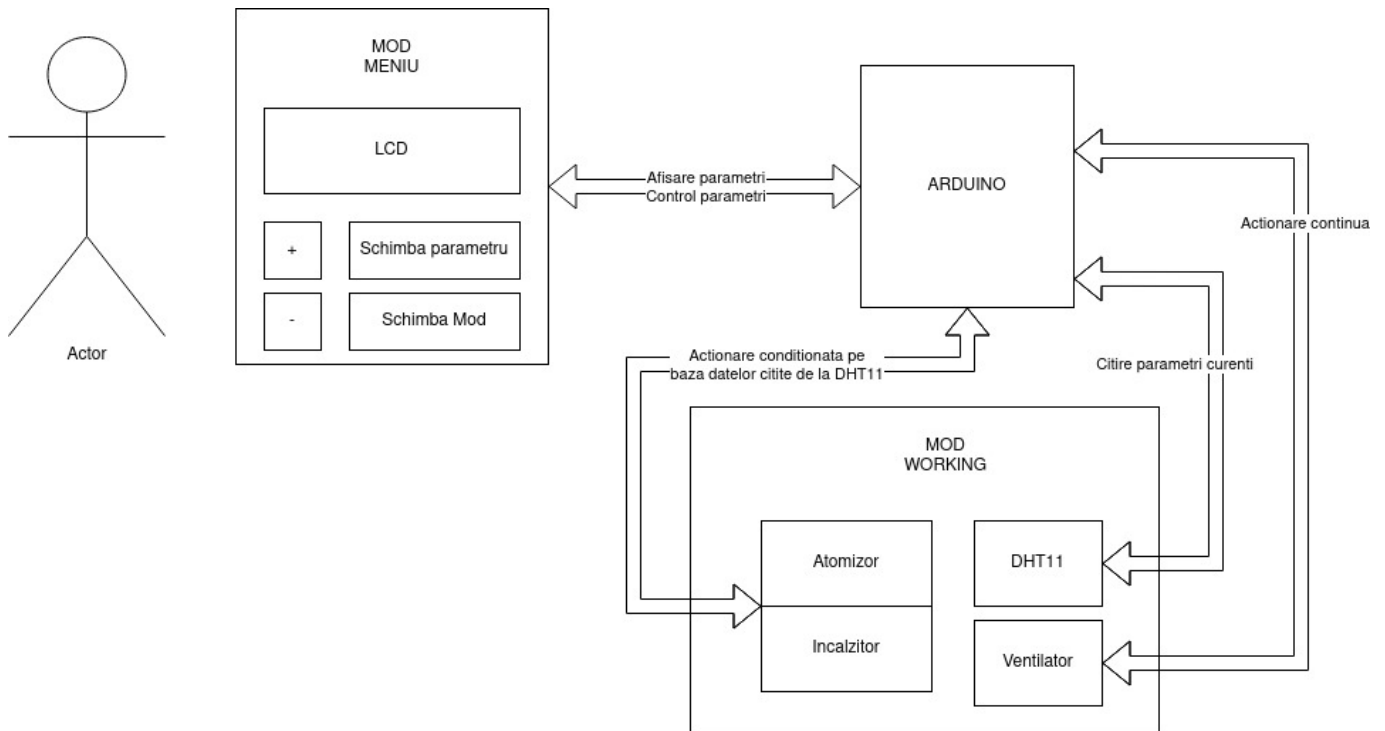 MOD
MENIU
LCD
+
Schimba parametru
-
Schimba Mod
Actor
Afisare parametri
Control parametri
ARDUINO
Actionare continua
Actionare conditionata pe
baza datelor citite de la DHT11
Citire parametri curenti
MOD
WORKING
Atomizor
DHT11
Incalzitor
Ventilator